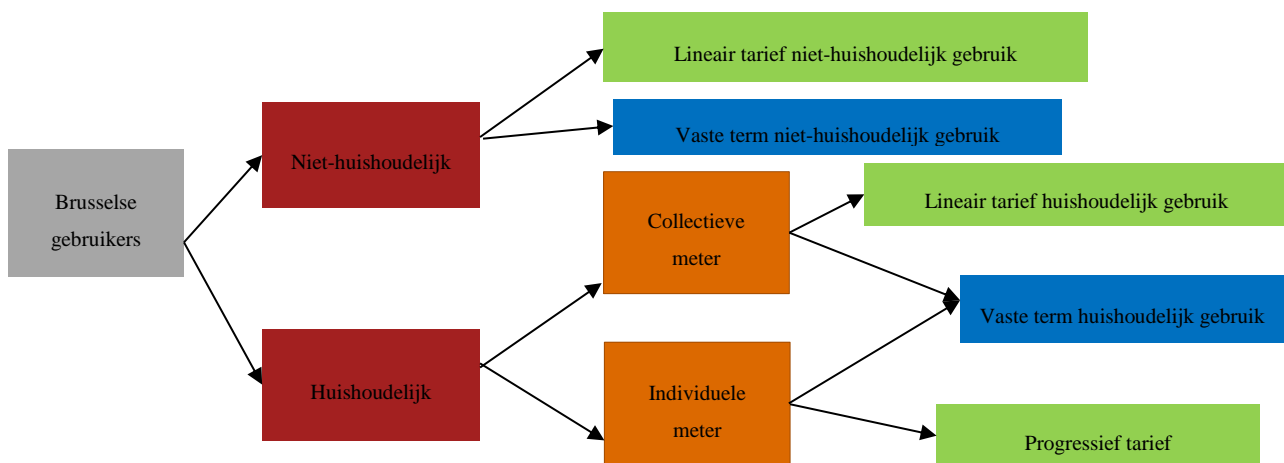 Lineair tarief niet-huishoudelijk gebruik
Vaste term niet-huishoudelijk gebruik
Niet-huishoudelijk
Brusselse
gebruikers
Collectieve
meter
Lineair tarief huishoudelijk gebruik
Vaste term huishoudelijk gebruik
Huishoudelijk
Individuele
meter
Progressief tarief